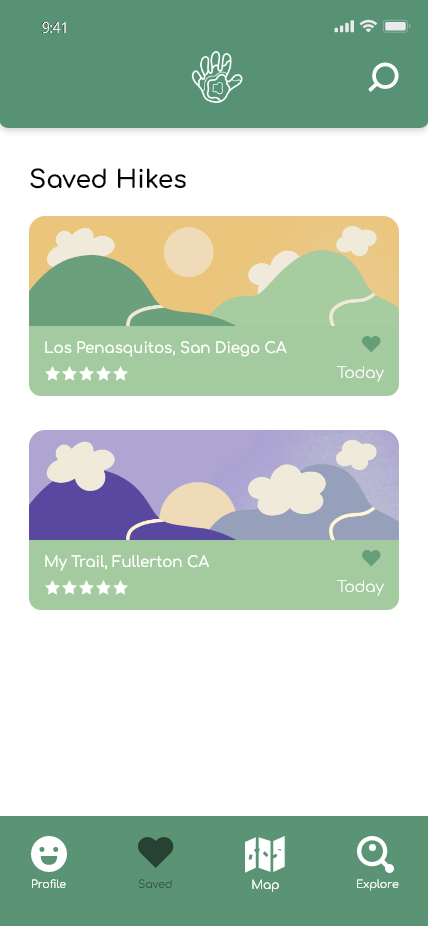 9:41
Saved Hikes
Los Penasquitos, San Diego CA
Today
My Trail, Fullerton CA
Today
Profile
Saved
Map
Explore